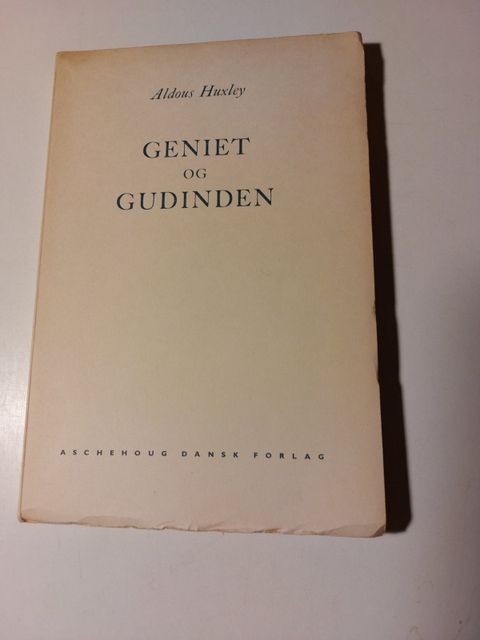 Aldous Huxley
GENIET
OG
GUDINDEN
ASCHEHOUG DANSK FORLAG